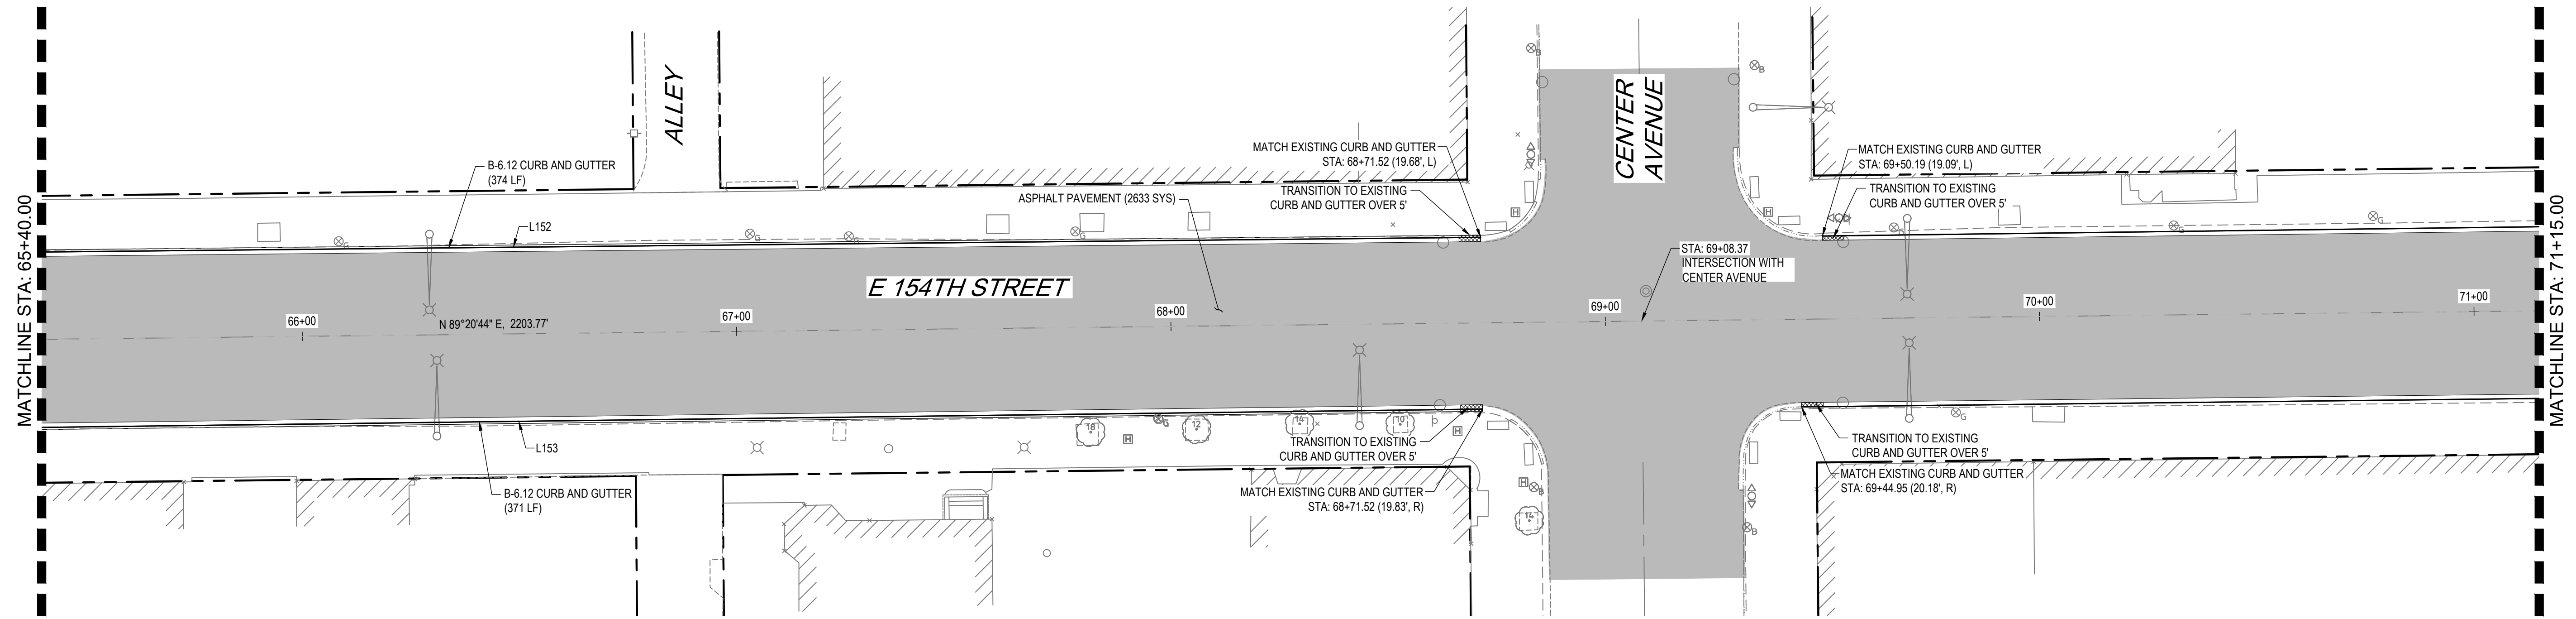 MATCHLINE STA: 65+40.00
ALLEY
CENTER
AVENUE
B-6.12 CURB AND GUTTER
(374 LF)
L152
MATCH EXISTING CURB AND GUTTER
STA: 68+71.52 (19.68', L)
TRANSITION TO EXISTING
CURB AND GUTTER OVER 5'
ASPHALT PAVEMENT (2633 SYS)
MATCH EXISTING CURB AND GUTTER
STA: 69+50.19 (19.09', L)
TRANSITION TO EXISTING
CURB AND GUTTER OVER 5'
B
B
H
H
G
G
G
G
G
G
G
STA: 69+08.37
INTERSECTION WITH
CENTER AVENUE
E 154TH STREET
66+00
67+00
68+00
69+00
70+00
71+00
N 89°20'44" E, 2203.77'
L153
B-6.12 CURB AND GUTTER
(371 LF)
18
12
14
10
H
G
H
P
TRANSITION TO EXISTING
CURB AND GUTTER OVER 5'
MATCH EXISTING CURB AND GUTTER
STA: 68+71.52 (19.83', R)
H
B
14
B
G
TRANSITION TO EXISTING
CURB AND GUTTER OVER 5'
MATCH EXISTING CURB AND GUTTER
STA: 69+44.95 (20.18', R)
MATCHLINE STA: 71+15.00